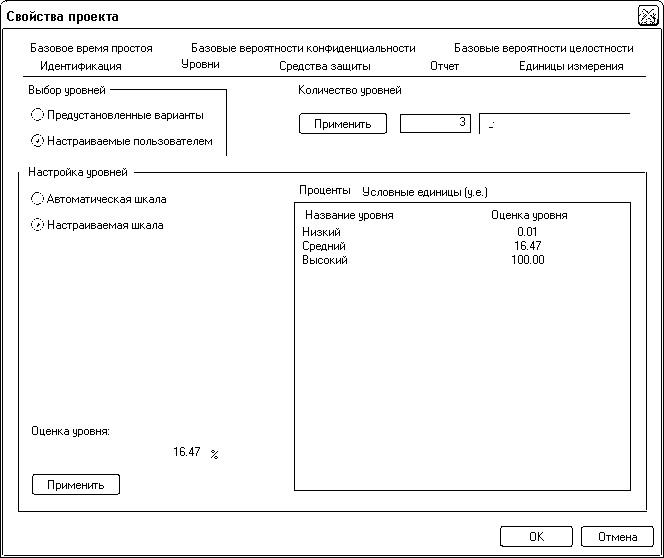 Свойства проекта
Базовое время простоя Базовые вероятности конфиденциальности Базовые вероятности целостности
Идентификация Уровни Средства защиты Отчет Единицы измерения
Выбор уровней
Предустановленные варианты
Настраиваемые пользователем
Количество уровней
Применить 3
Настройка уровней
Автоматическая шкала
Настраиваемая шкала
Проценты Условные единицы (у.е.)
Название уровня Оценка уровня
Низкий 0.01
Средний 16.47
Высокий 100.00
Оценка уровня:
16.47 %
Применить
OK Отмена